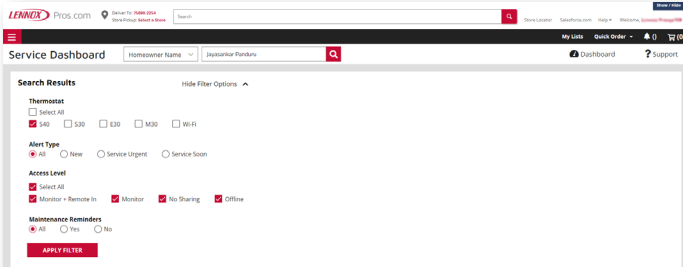 Show / Hide
LENNOX Pros.com
Deliver To: 75080-2254
Store Pickup: Select a Store
Search
Store Locator Salesforce.com Help Welcome,
My Lists Quick Order () (0
Service Dashboard Homeowner Name Jayasankar Panduru Dashboard ? Support
Search Results Hide Filter Options
Thermostat
Select All
S40 S30 E30 M30 Wi-Fi
Alert Type
All New Service Urgent Service Soon
Access Level
Select All
Monitor + Remote In Monitor No Sharing Offline
Maintenance Reminders
All Yes No
APPLY FILTER